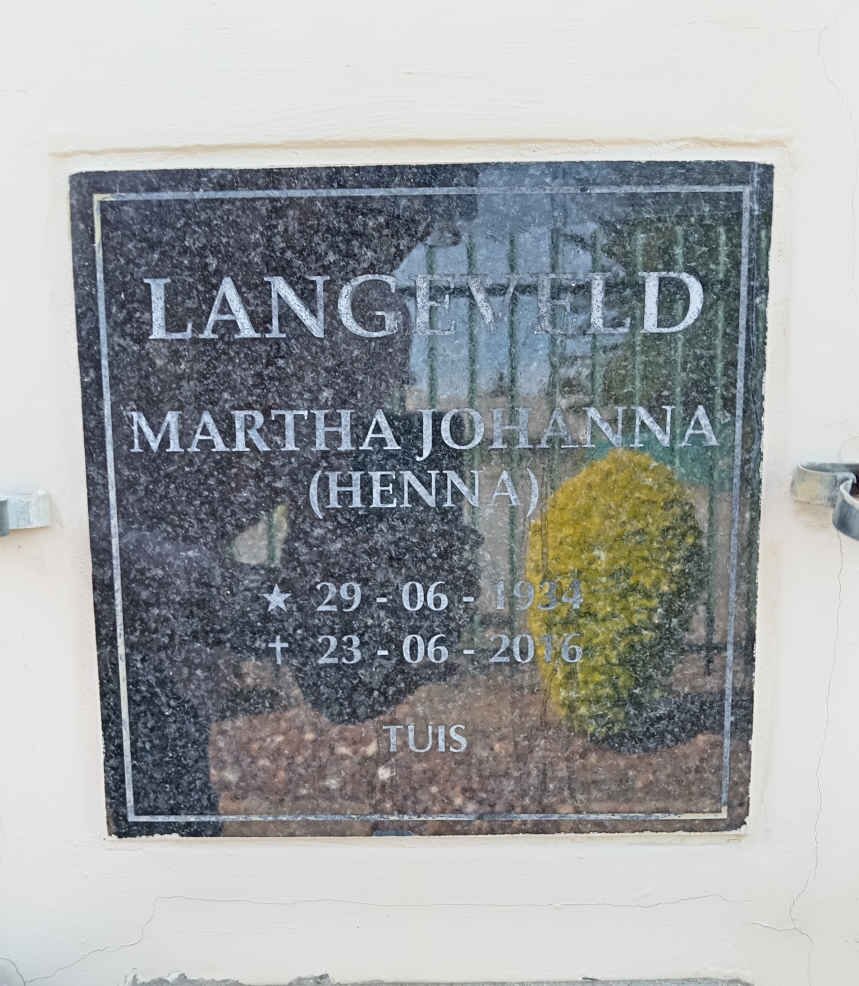 LANGEVELD
MARTHA JOHANNA
(HENNA)
★ 29 - 06 - 1934
✝ 23 - 06 - 2016
TUIS